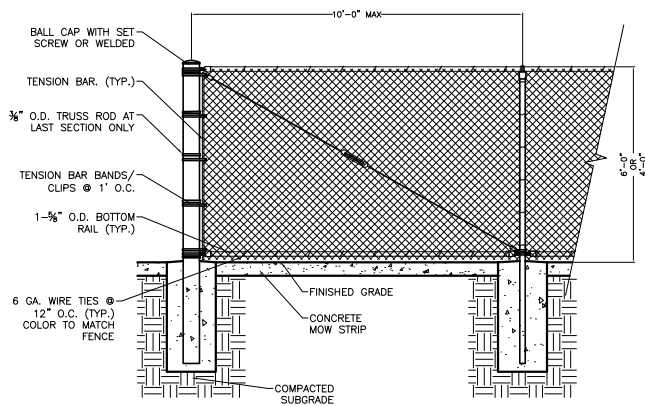 10'-0" MAX
BALL CAP WITH SET
SCREW OR WELDED
TENSION BAR. (TYP.)
⅜" O.D. TRUSS ROD AT
LAST SECTION ONLY
TENSION BAR BANDS/
CLIPS @ 1' O.C.
1-⅝" O.D. BOTTOM
RAIL (TYP.)
6 GA. WIRE TIES @
12" O.C. (TYP.)
COLOR TO MATCH
FENCE
FINISHED GRADE
CONCRETE
MOW STRIP
COMPACTED
SUBGRADE
6'-0"
OR
4'-0"